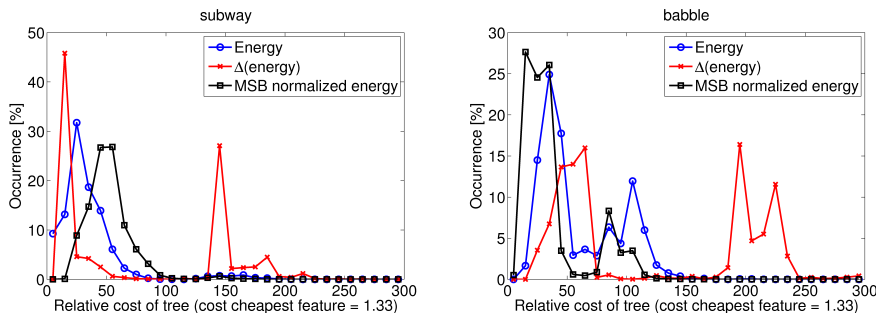 subway
50
40
30
20
10
0
Occurrence [%]
Energy
Δ(energy)
MSB normalized energy
0 50 100 150 200 250 300
Relative cost of tree (cost cheapest feature = 1.33)
babble
30
25
20
15
10
5
0
Occurrence [%]
Energy
Δ(energy)
MSB normalized energy
0 50 100 150 200 250 300
Relative cost of tree (cost cheapest feature = 1.33)